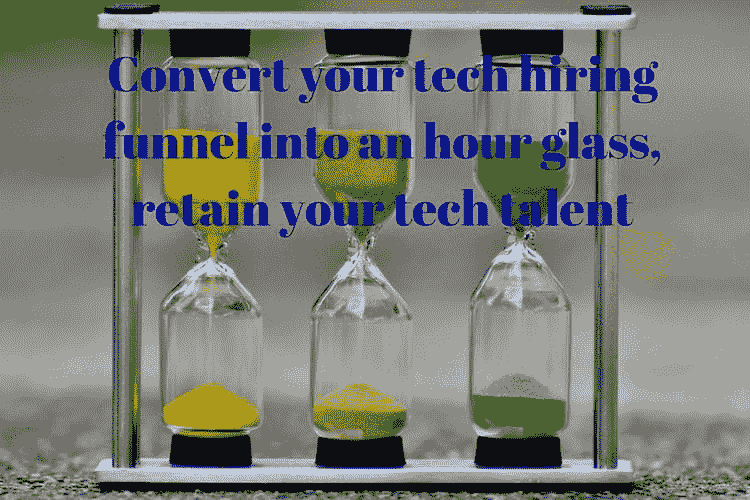 Convert your tech hiring
funnel into an hour glass,
retain your tech talent